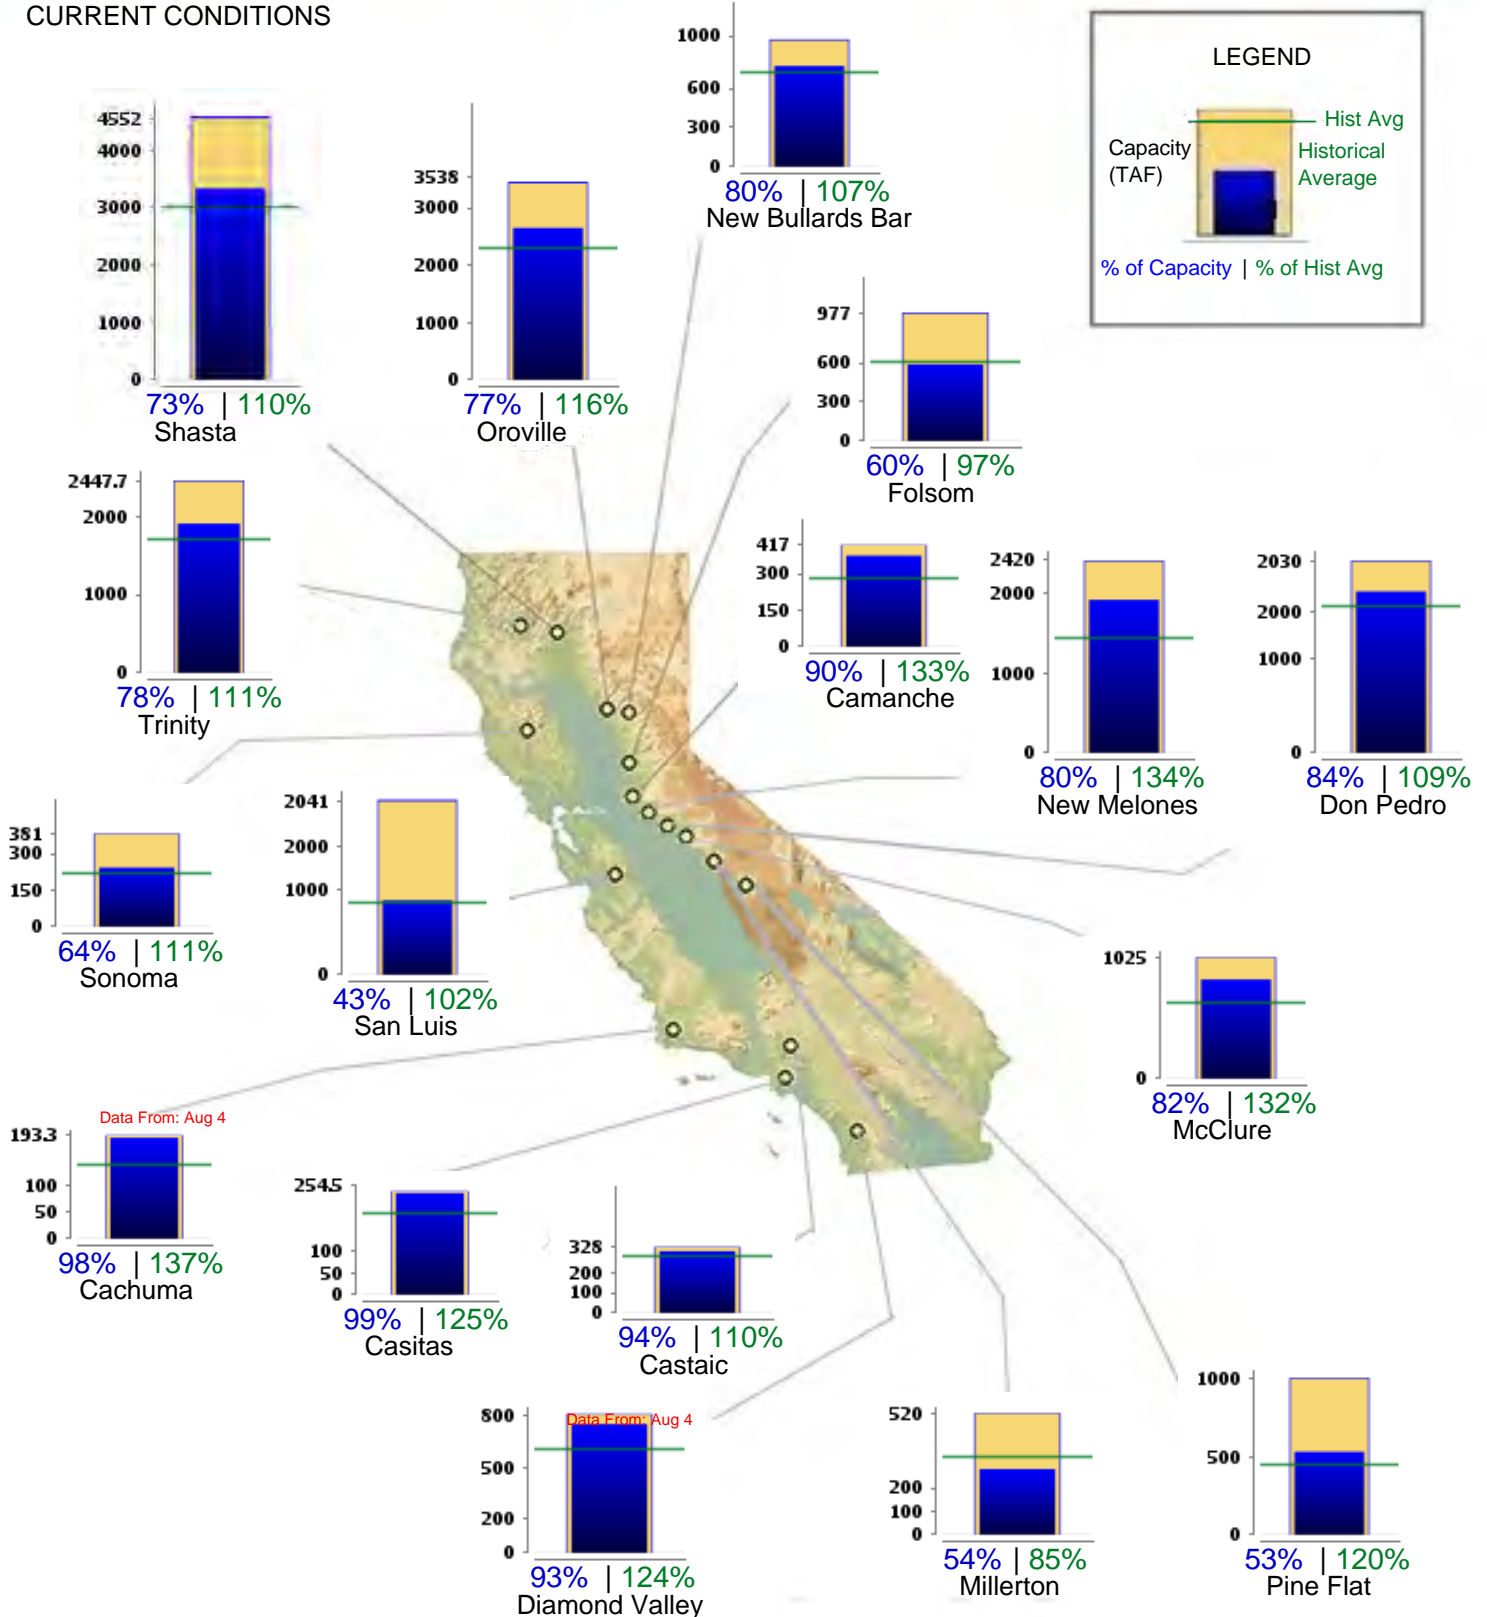 CURRENT CONDITIONS
1000
600
300
0
80% | 107%
New Bullards Bar
LEGEND
Hist Avg
Capacity
(TAF)
Historical
Average
% of Capacity | % of Hist Avg
4552
4000
3000
2000
1000
0
73% | 110%
Shasta
3538
3000
2000
1000
0
77% | 116%
Oroville
977
600
300
0
60% | 97%
Folsom
2447.7
2000
1000
0
78% | 111%
Trinity
417
300
150
0
90% | 133%
Camanche
2420
2000
1000
0
80% | 134%
New Melones
2030
2000
1000
0
84% | 109%
Don Pedro
381
300
150
0
64% | 111%
Sonoma
2041
2000
1000
0
43% | 102%
San Luis
1025
0
82% | 132%
McClure
Data From: Aug 4
193.3
100
50
0
98% | 137%
Cachuma
254.5
100
50
0
99% | 125%
Casitas
328
200
100
0
94% | 110%
Castaic
Data From: Aug 4
800
500
200
0
93% | 124%
Diamond Valley
520
200
100
0
54% | 85%
Millerton
1000
500
0
53% | 120%
Pine Flat